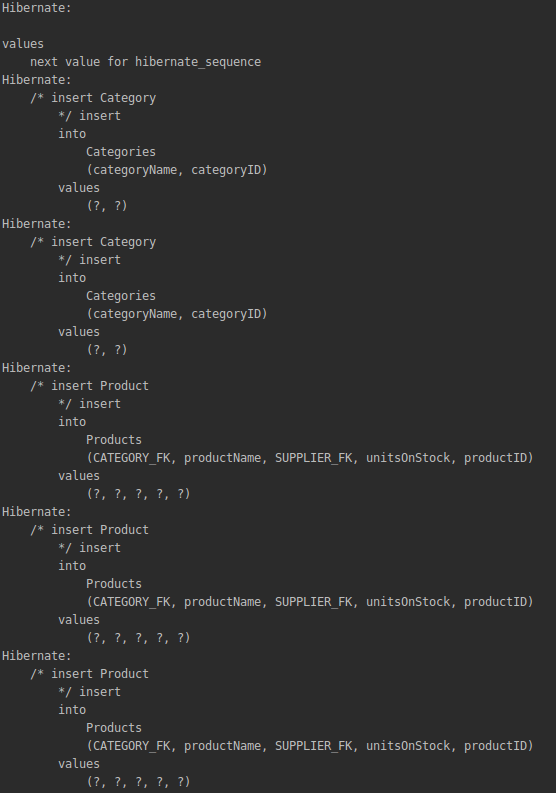 Hibernate:
values
    next value for hibernate_sequence
Hibernate:
    /* insert Category
        */ insert
        into
            Categories
            (categoryName, categoryID)
        values
            (?, ?)
Hibernate:
    /* insert Category
        */ insert
        into
            Categories
            (categoryName, categoryID)
        values
            (?, ?)
Hibernate:
    /* insert Product
        */ insert
        into
            Products
            (CATEGORY_FK, productName, SUPPLIER_FK, unitsOnStock, productID)
        values
            (?, ?, ?, ?, ?)
Hibernate:
    /* insert Product
        */ insert
        into
            Products
            (CATEGORY_FK, productName, SUPPLIER_FK, unitsOnStock, productID)
        values
            (?, ?, ?, ?, ?)
Hibernate:
    /* insert Product
        */ insert
        into
            Products
            (CATEGORY_FK, productName, SUPPLIER_FK, unitsOnStock, productID)
        values
            (?, ?, ?, ?, ?)